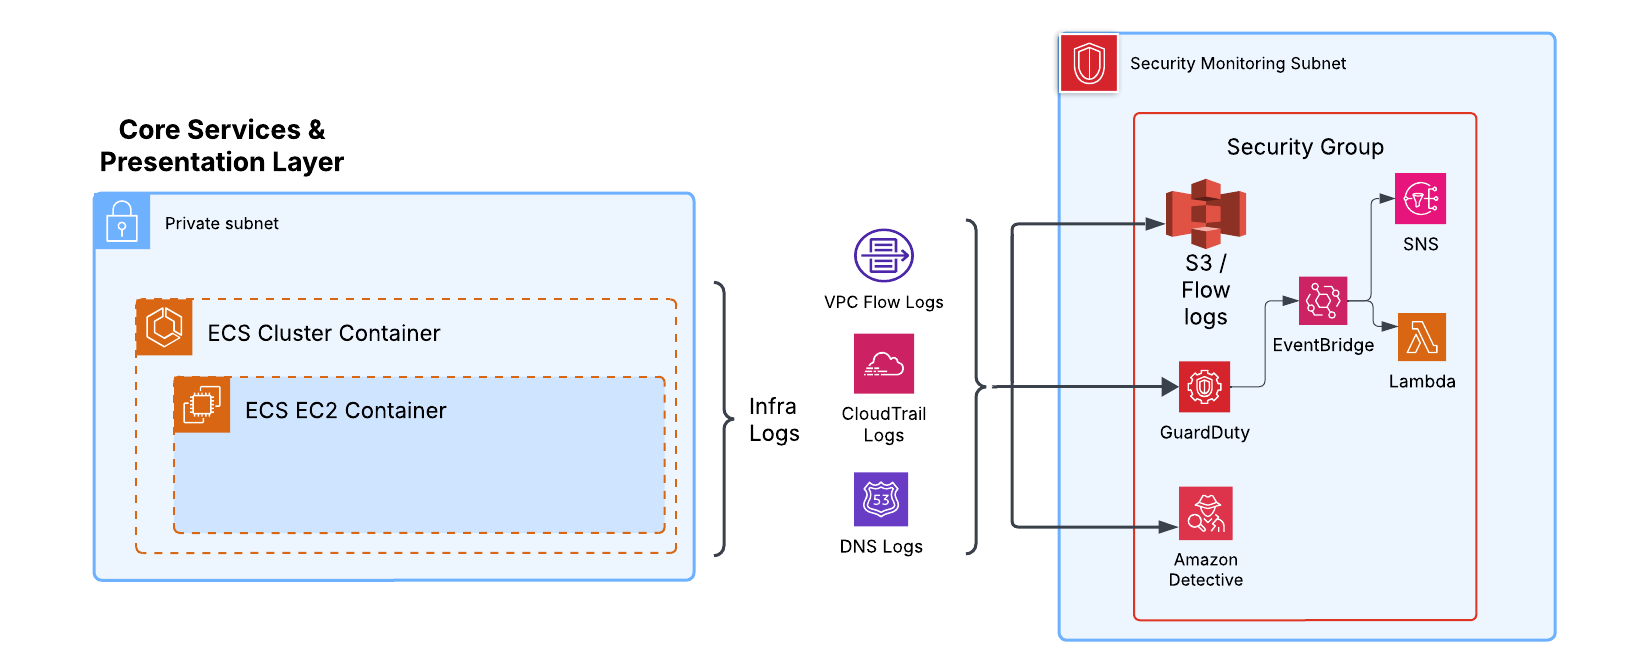 Core Services &
Presentation Layer
Private subnet
ECS Cluster Container
ECS EC2 Container
Infra
Logs
VPC Flow Logs
CloudTrail
Logs
53
DNS Logs
Security Monitoring Subnet
Security Group
S3 /
Flow
logs
SNS
EventBridge
Lambda
GuardDuty
Amazon
Detective